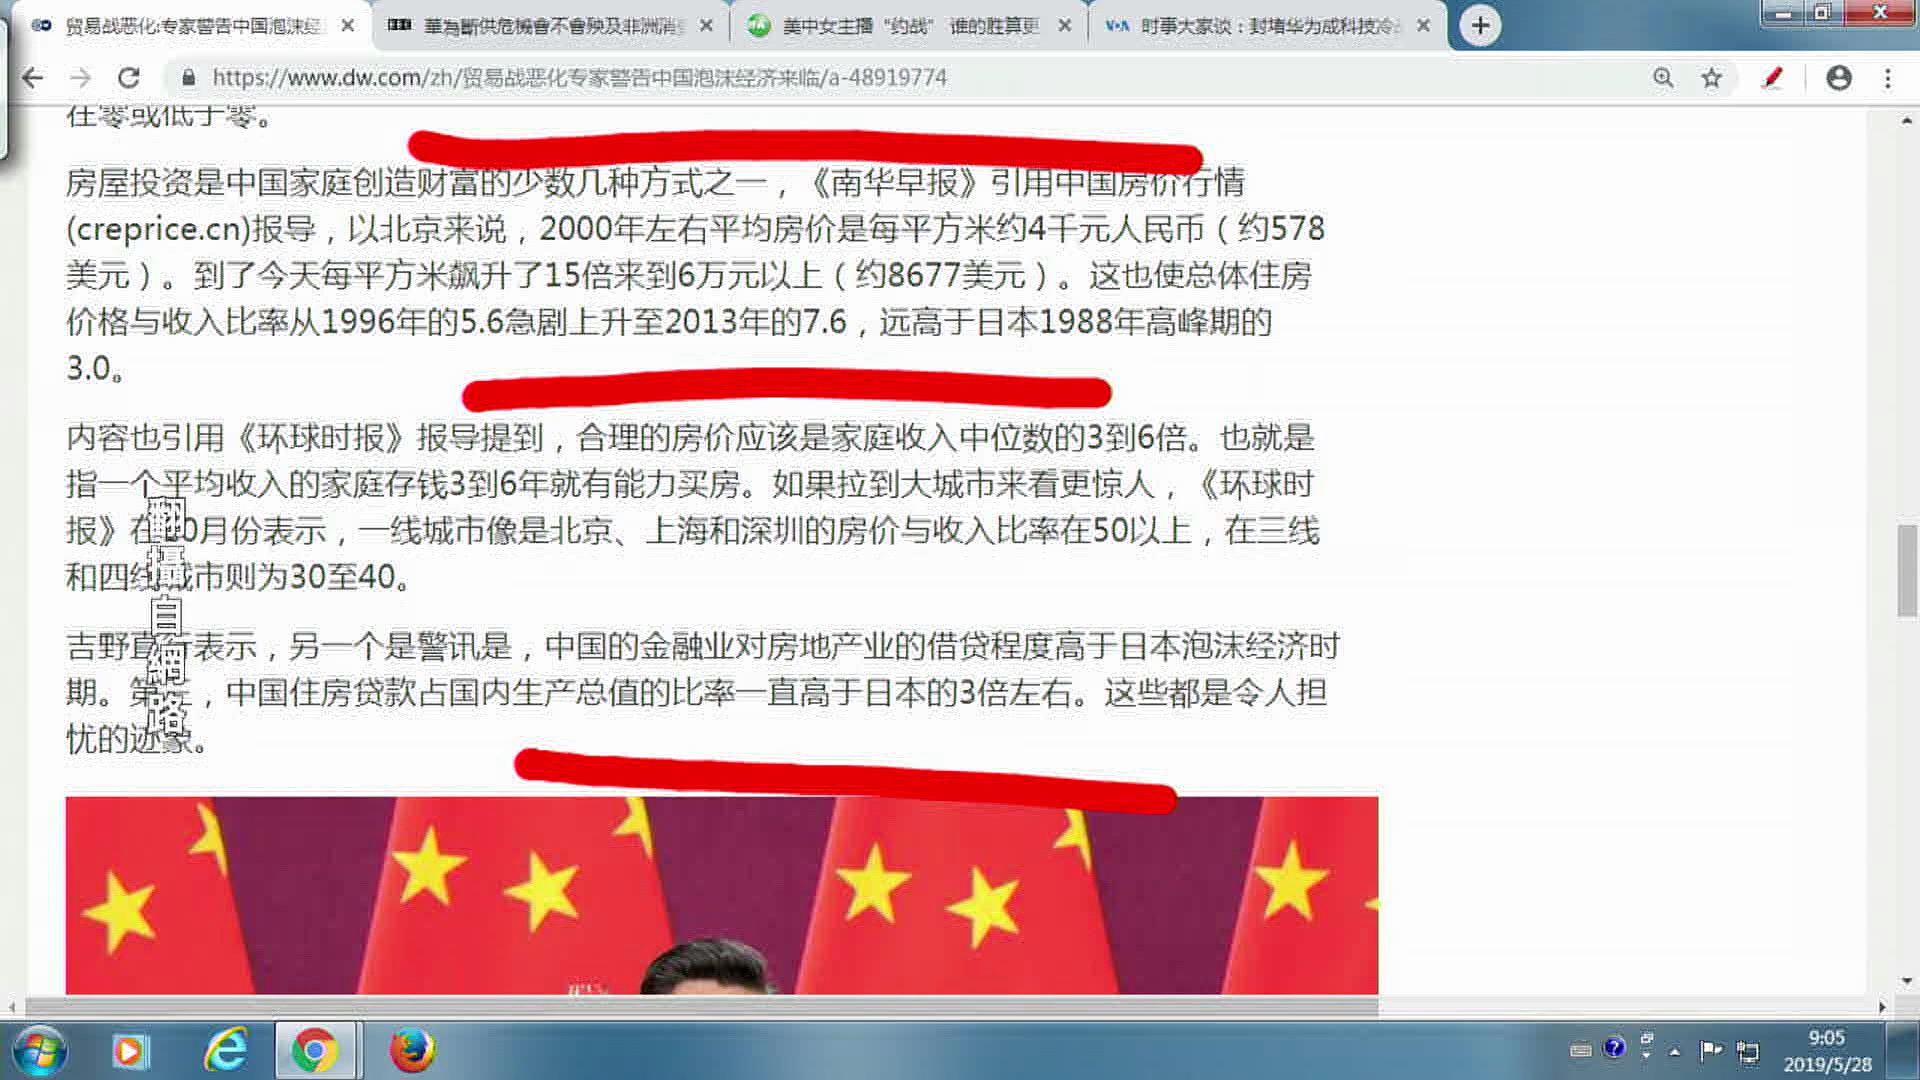 贸易战恶化:专家警告中国泡沫经
華為斷供危機會不會殃及非洲消費
美中女主播“约战” 谁的胜算更
VOA 时事大家谈：封堵华为成科技冷战
https://www.dw.com/zh/贸易战恶化专家警告中国泡沫经济来临/a-48919774
在零或低于零。
房屋投资是中国家庭创造财富的少数几种方式之一，《南华早报》引用中国房价行情
(creprice.cn)报导，以北京来说，2000年左右平均房价是每平方米约4千元人民币（约578
美元）。到了今天每平方米飙升了15倍来到6万元以上（约8677美元）。这也使总体住房
价格与收入比率从1996年的5.6急剧上升至2013年的7.6，远高于日本1988年高峰期的
3.0。
内容也引用《环球时报》报导提到，合理的房价应该是家庭收入中位数的3到6倍。也就是
指一个平均收入的家庭存钱3到6年就有能力买房。如果拉到大城市来看更惊人，《环球时
报》在10月份表示，一线城市像是北京、上海和深圳的房价与收入比率在50以上，在三线
和四线城市则为30至40。
吉野直行表示，另一个是警讯是，中国的金融业对房地产业的借贷程度高于日本泡沫经济时
期。第三，中国住房贷款占国内生产总值的比率一直高于日本的3倍左右。这些都是令人担
忧的迹象。
翻攝自網路
9:05
2019/5/28